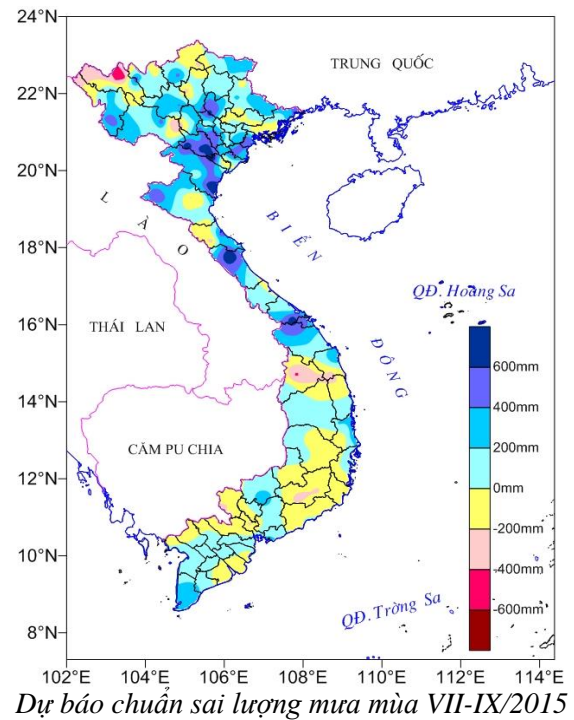 24°N
22°N
20°N
18°N
16°N
14°N
12°N
10°N
8°N
102°E 104°E 106°E 108°E 110°E 112°E 114°E
TRUNG QUỐC
LÀO
BIỂN ĐÔNG
QĐ. Hoàng Sa
THÁI LAN
CĂM PU CHIA
QĐ. Trờng Sa
600mm
400mm
200mm
0mm
-200mm
-400mm
-600mm
Dự báo chuẩn sai lượng mưa mùa VII-IX/2015